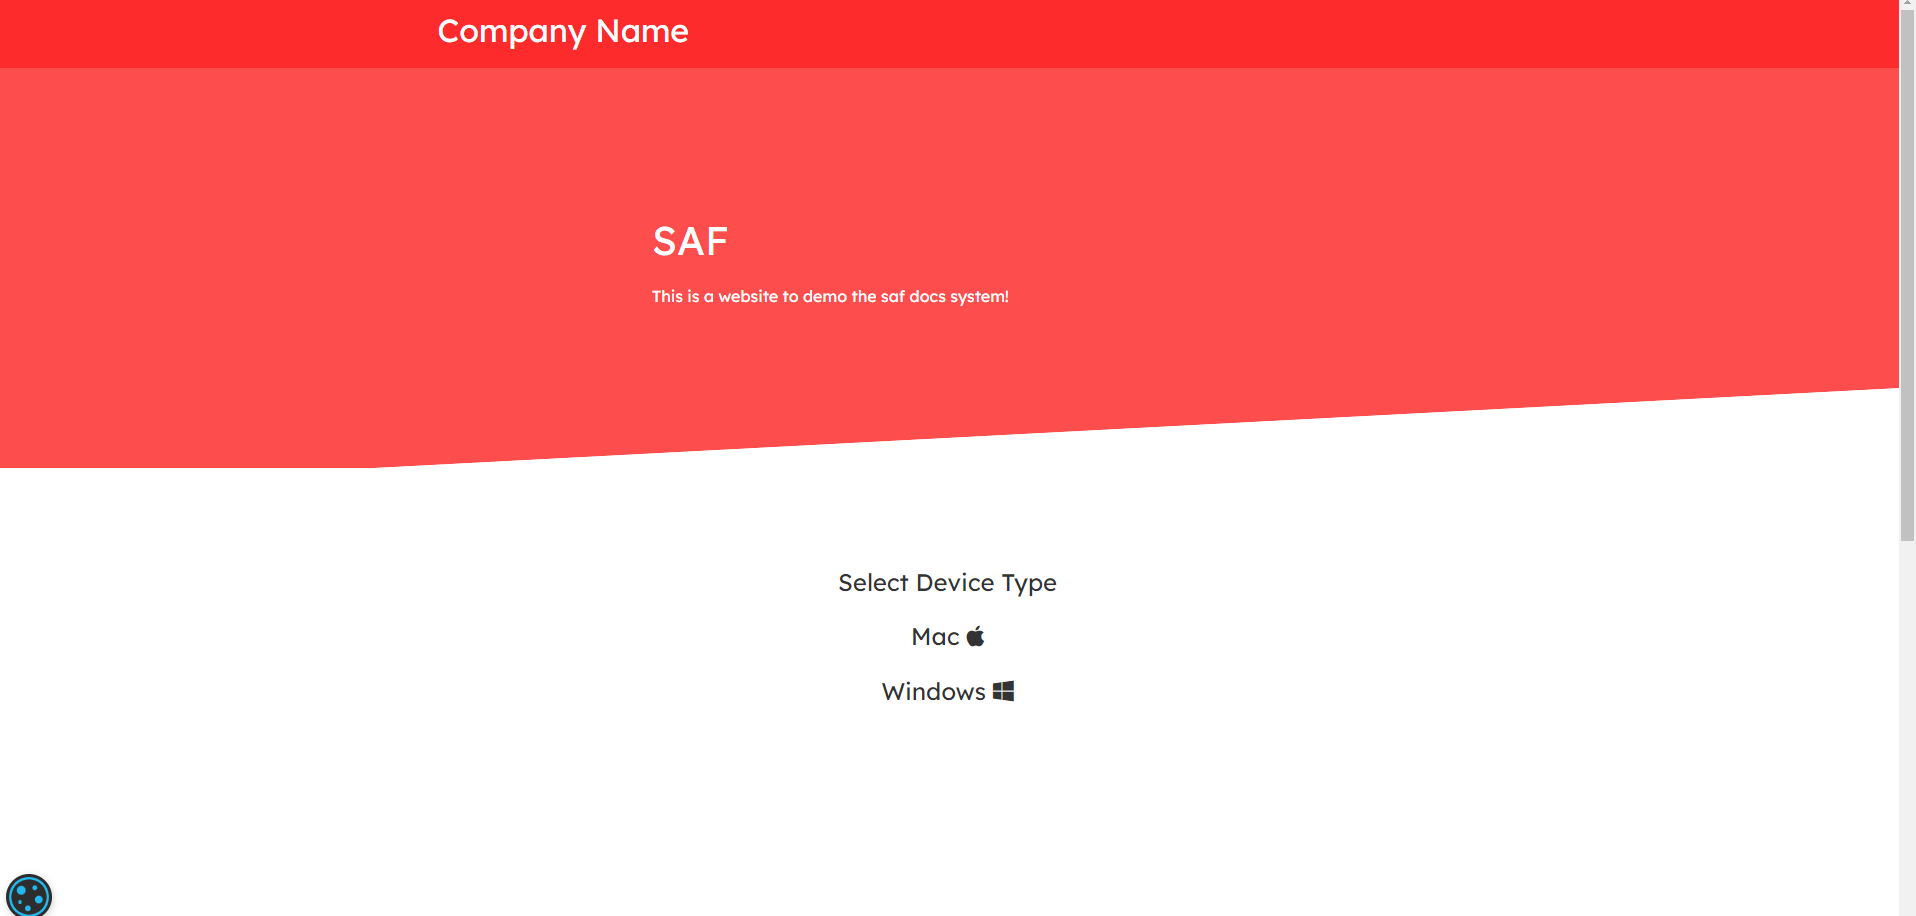 Company Name
SAF
This is a website to demo the saf docs system!
Select Device Type
Mac
Windows